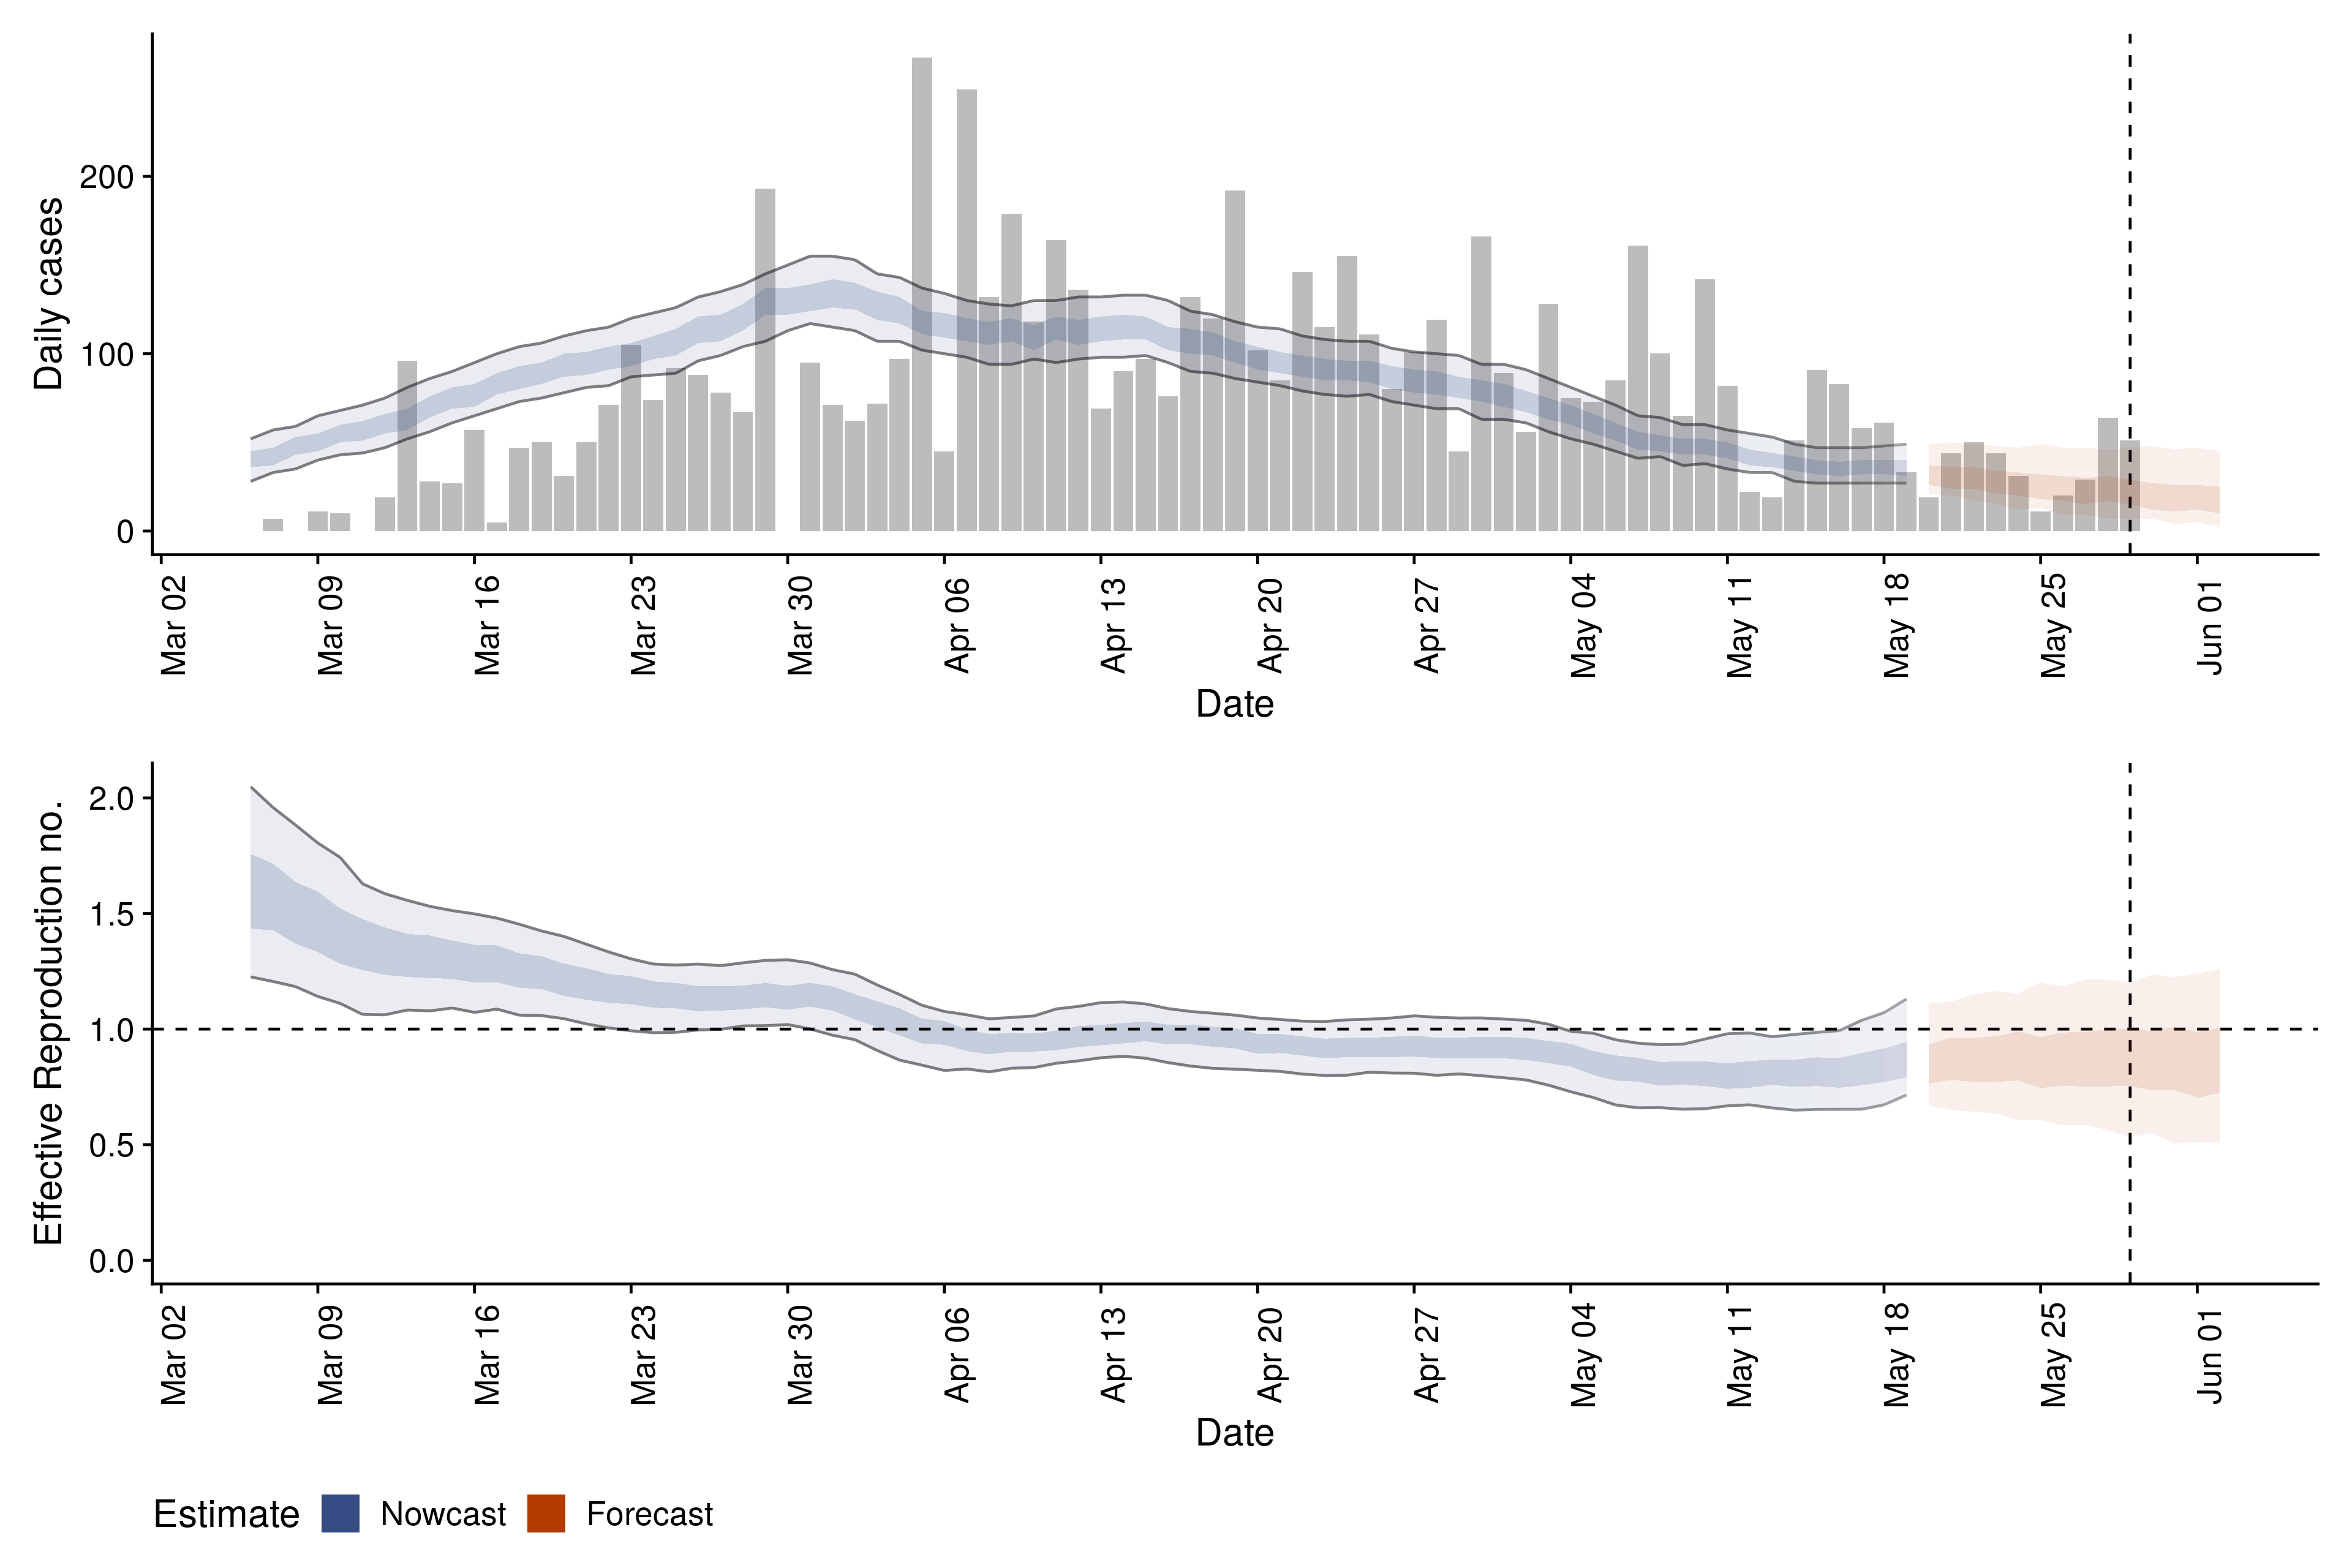 Daily cases
200
100
0
Mar 02 Mar 09 Mar 16 Mar 23 Mar 30 Apr 06 Apr 13 Apr 20 Apr 27 May 04 May 11 May 18 May 25 Jun 01
Date
Effective Reproduction no.
2.0
1.5
1.0
0.5
0.0
Mar 02 Mar 09 Mar 16 Mar 23 Mar 30 Apr 06 Apr 13 Apr 20 Apr 27 May 04 May 11 May 18 May 25 Jun 01
Date
Estimate Nowcast Forecast